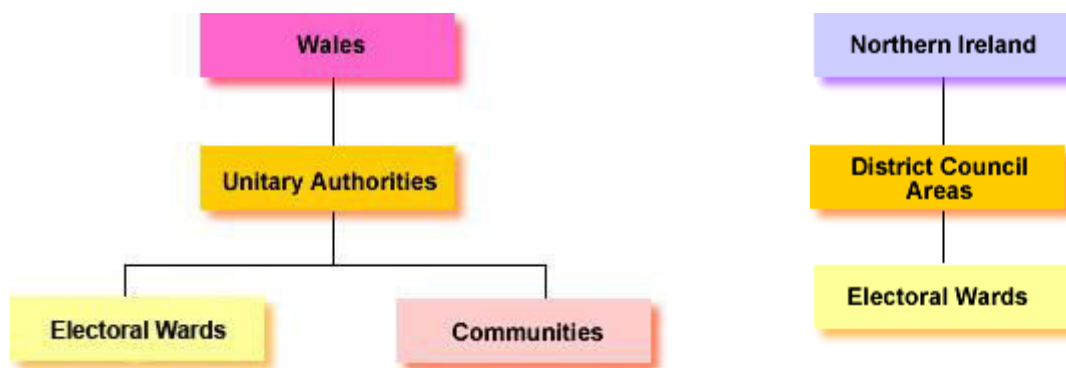 Wales
Northern Ireland
Unitary Authorities
District Council
Areas
Electoral Wards
Communities
Electoral Wards